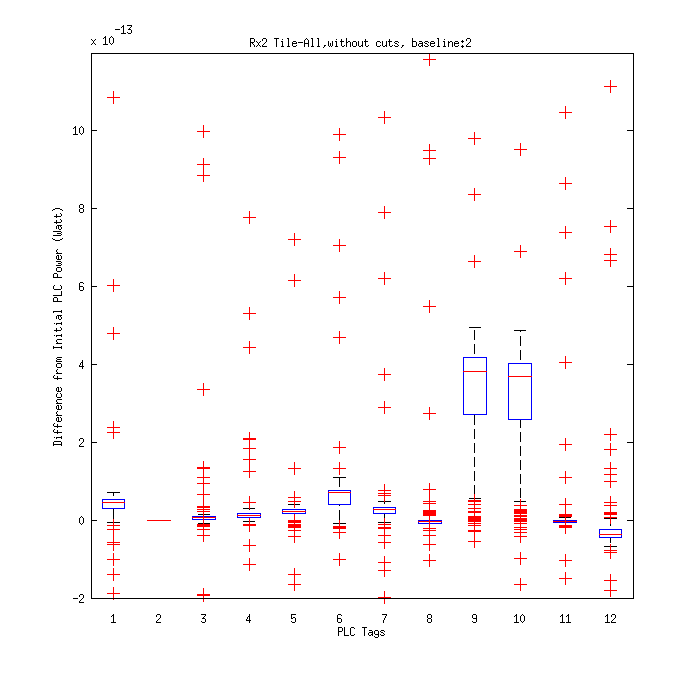 x 10^-13
Rx2 Tile-All,without cuts, baseline:2
Difference from Initial PLC Power (Watt)
10
8
6
4
2
0
-2
1 2 3 4 5 6 7 8 9 10 11 12
PLC Tags